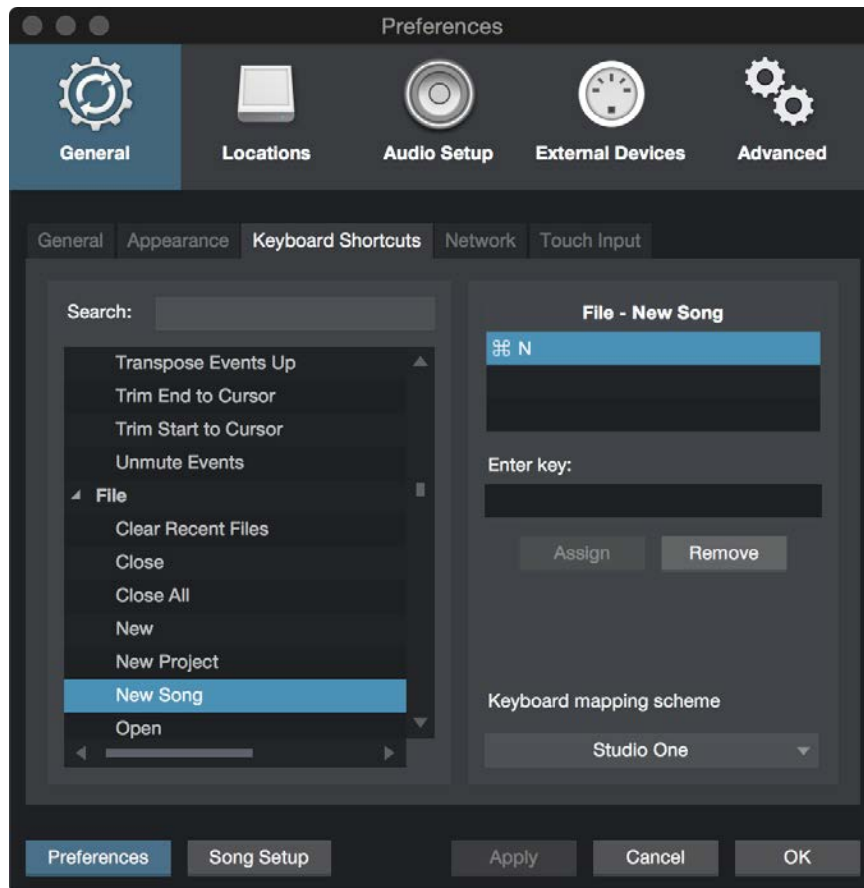 Preferences
General Locations Audio Setup External Devices Advanced
General Appearance Keyboard Shortcuts Network Touch Input
Search:
Transpose Events Up
Trim End to Cursor
Trim Start to Cursor
Unmute Events
File
Clear Recent Files
Close
Close All
New
New Project
New Song
Open
File - New Song
⌘ N
Enter key:
Assign Remove
Keyboard mapping scheme
Studio One
Preferences Song Setup Apply Cancel OK